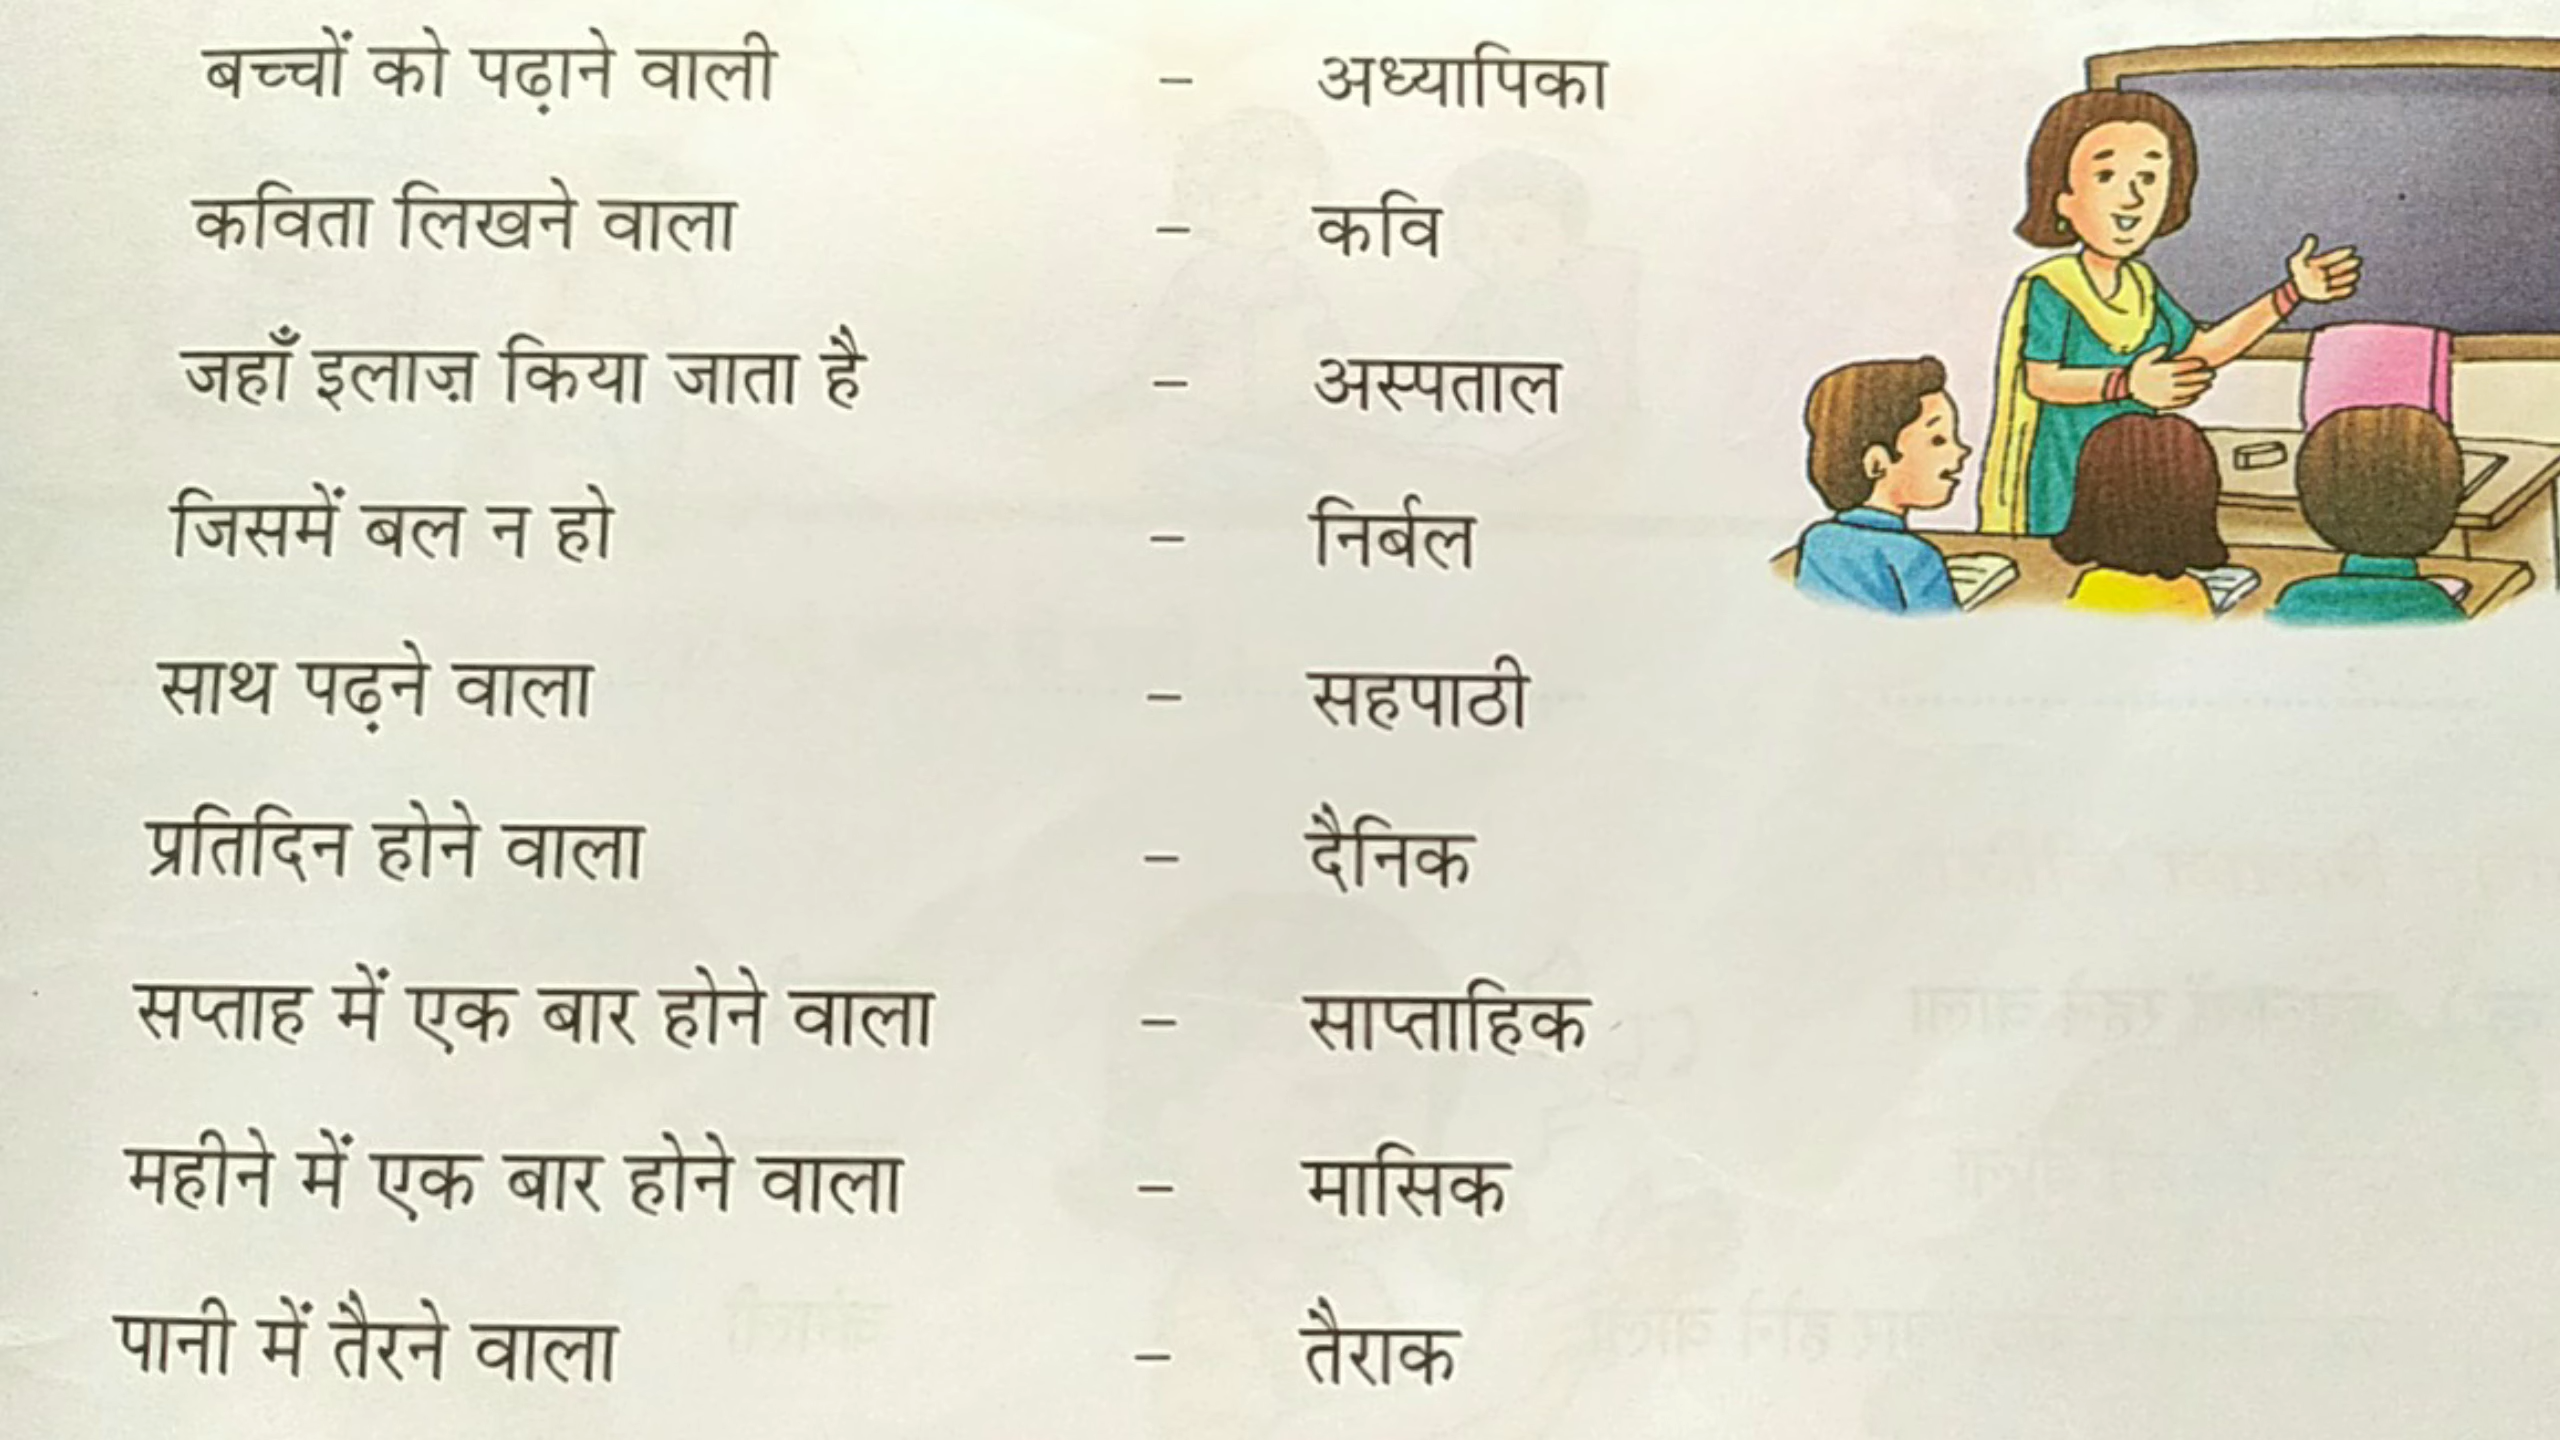 बच्चों को पढ़ाने वाली – अध्यापिका
कविता लिखने वाला – कवि
जहाँ इलाज़ किया जाता है – अस्पताल
जिसमें बल न हो – निर्बल
साथ पढ़ने वाला – सहपाठी
प्रतिदिन होने वाला – दैनिक
सप्ताह में एक बार होने वाला – साप्ताहिक
महीने में एक बार होने वाला – मासिक
पानी में तैरने वाला – तैराक